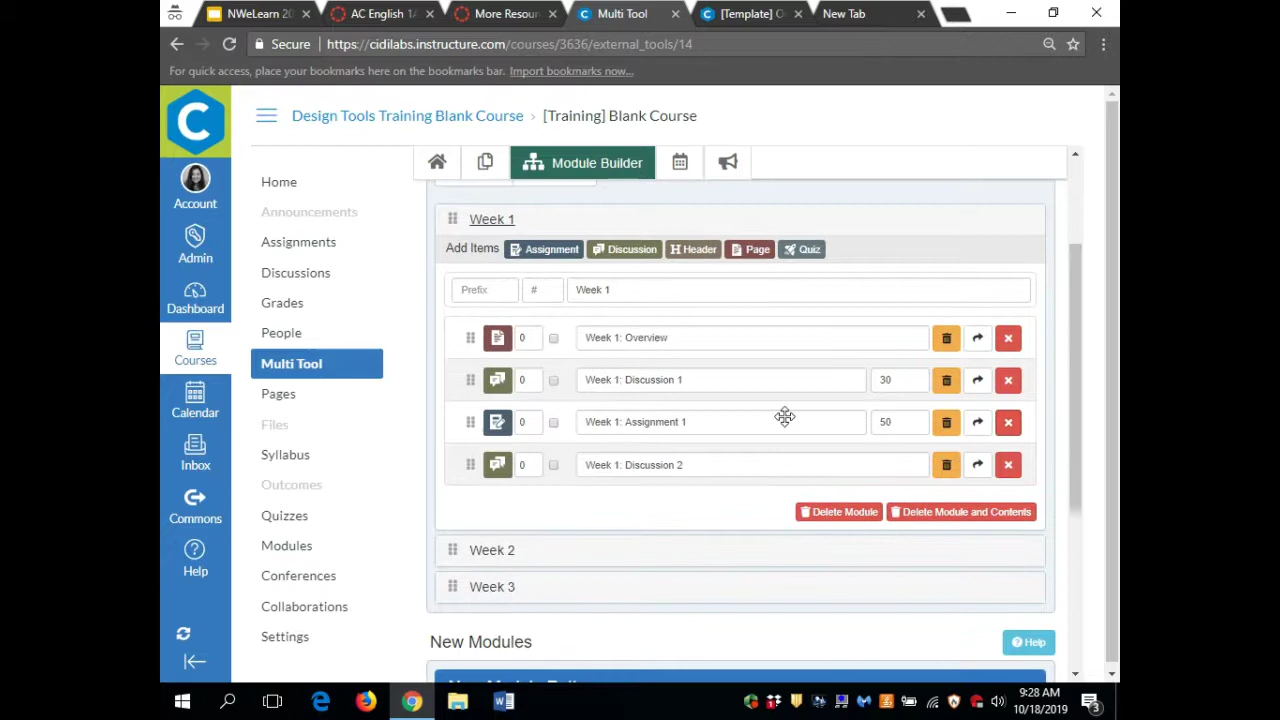 NWeLearn 20
AC English 1A
More Resour
Multi Tool
[Template] O
New Tab
Secure
https://cidilabs.instructure.com/courses/3636/external_tools/14
For quick access, place your bookmarks here on the bookmarks bar. Import bookmarks now...
C
Design Tools Training Blank Course › [Training] Blank Course
Account
Admin
Dashboard
Courses
Calendar
Inbox
Commons
Help
Home
Announcements
Assignments
Discussions
Grades
People
Multi Tool
Pages
Files
Syllabus
Outcomes
Quizzes
Modules
Conferences
Collaborations
Settings
Module Builder
Week 1
Add Items Assignment Discussion H Header Page Quiz
Prefix # Week 1
0 Week 1: Overview
0 Week 1: Discussion 1 30
0 Week 1: Assignment 1 50
0 Week 1: Discussion 2
Delete Module Delete Module and Contents
Week 2
Week 3
New Modules
Help
9:28 AM
10/18/2019
3